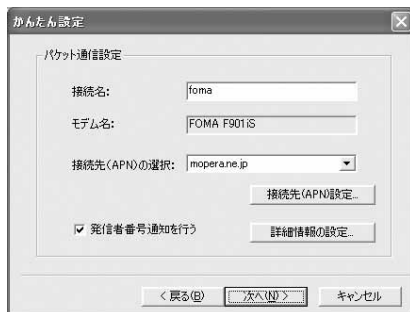 かんたん設定
パケット通信設定
接続名: foma
モデム名: FOMA F901iS
接続先(APN)の選択: mopera.ne.jp
接続先(APN)設定...
発信者番号通知を行う 詳細情報の設定...
< 戻る(B) 次へ(N) > キャンセル